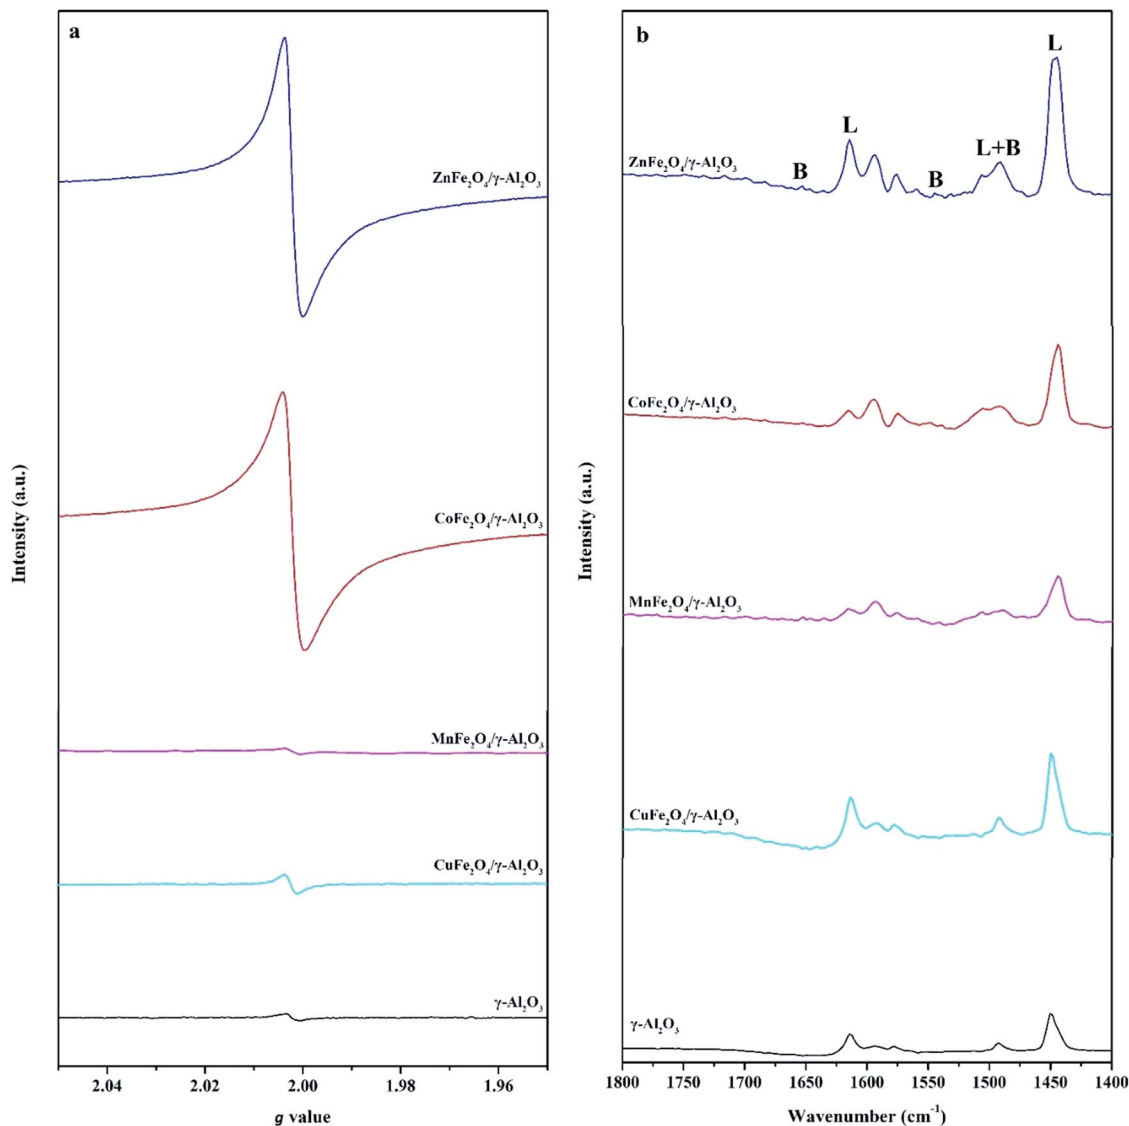 a
ZnFe₂O₄/γ-Al₂O₃
CoFe₂O₄/γ-Al₂O₃
MnFe₂O₄/γ-Al₂O₃
CuFe₂O₄/γ-Al₂O₃
γ-Al₂O₃
Intensity (a.u.)
2.04 2.02 2.00 1.98 1.96
g value
b
L
L
L+B
B
B
ZnFe₂O₄/γ-Al₂O₃
CoFe₂O₄/γ-Al₂O₃
MnFe₂O₄/γ-Al₂O₃
CuFe₂O₄/γ-Al₂O₃
γ-Al₂O₃
Intensity (a.u.)
1800 1750 1700 1650 1600 1550 1500 1450 1400
Wavenumber (cm⁻¹)